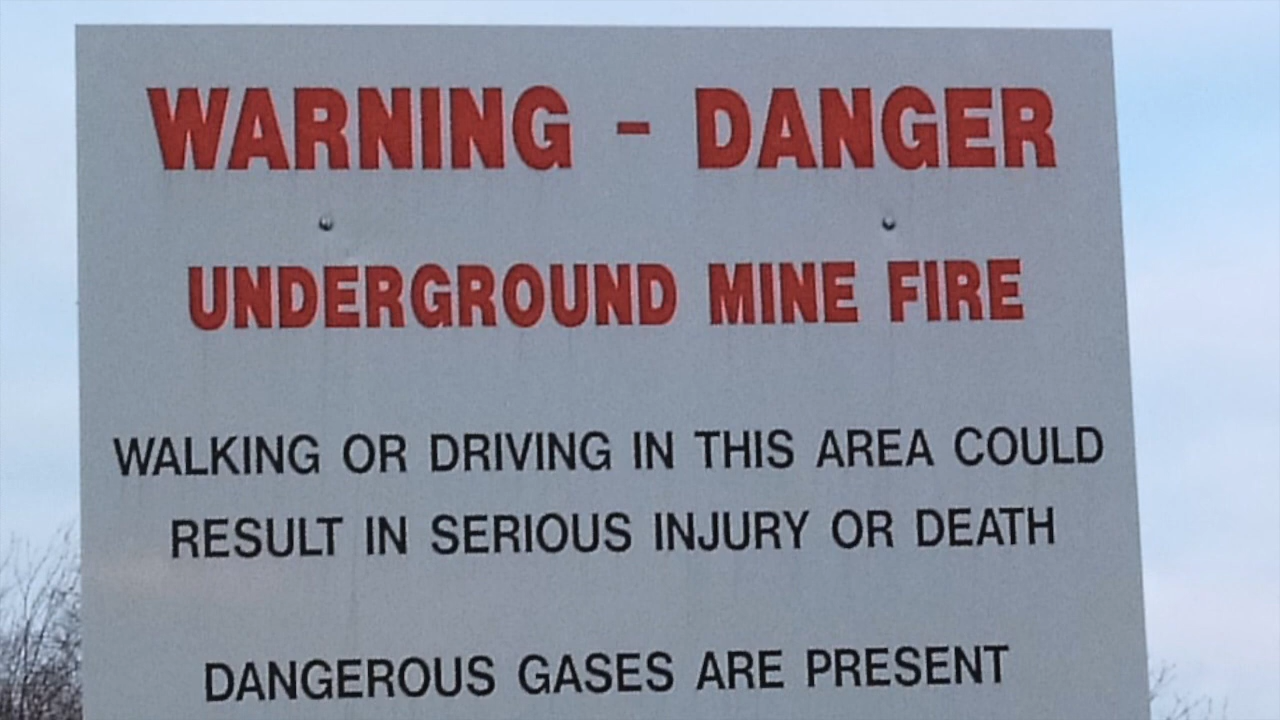 WARNING - DANGER
UNDERGROUND MINE FIRE
WALKING OR DRIVING IN THIS AREA COULD
RESULT IN SERIOUS INJURY OR DEATH
DANGEROUS GASES ARE PRESENT